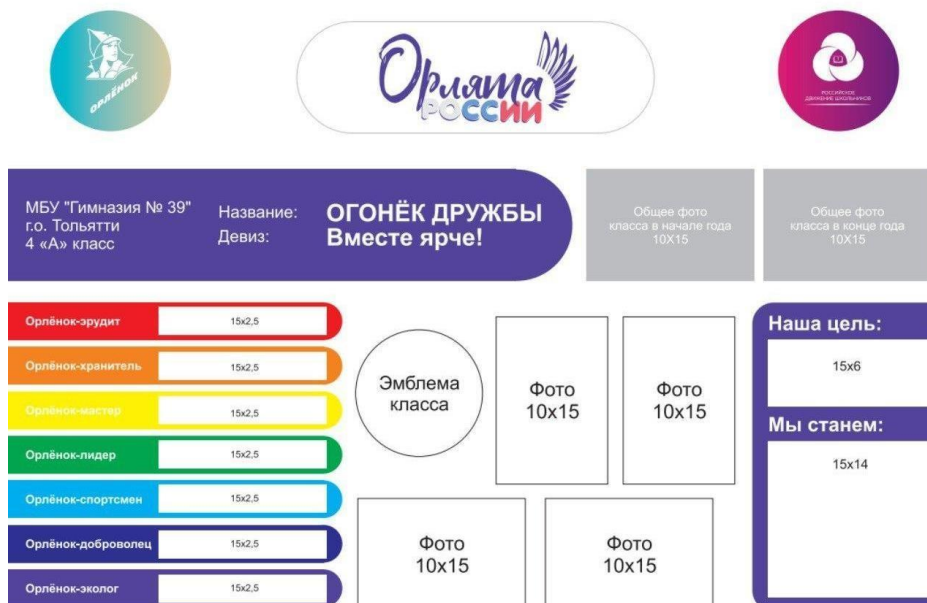 ОРЛЁНОК
Орлята
РОССИИ
РОССИЙСКОЕ
ДВИЖЕНИЕ ШКОЛЬНИКОВ
МБУ "Гимназия № 39"
г.о. Тольятти
4 «А» класс
Название:
Девиз:
ОГОНЁК ДРУЖБЫ
Вместе ярче!
Общее фото
класса в начале года
10Х15
Общее фото
класса в конце года
10Х15
Орлёнок-эрудит
15х2,5
Орлёнок-хранитель
15х2,5
Орлёнок-мастер
15х2,5
Орлёнок-лидер
15х2,5
Орлёнок-спортсмен
15х2,5
Орлёнок-доброволец
15х2,5
Орлёнок-эколог
15х2,5
Эмблема
класса
Фото
10х15
Фото
10х15
Фото
10х15
Фото
10х15
Наша цель:
15х6
Мы станем:
15х14